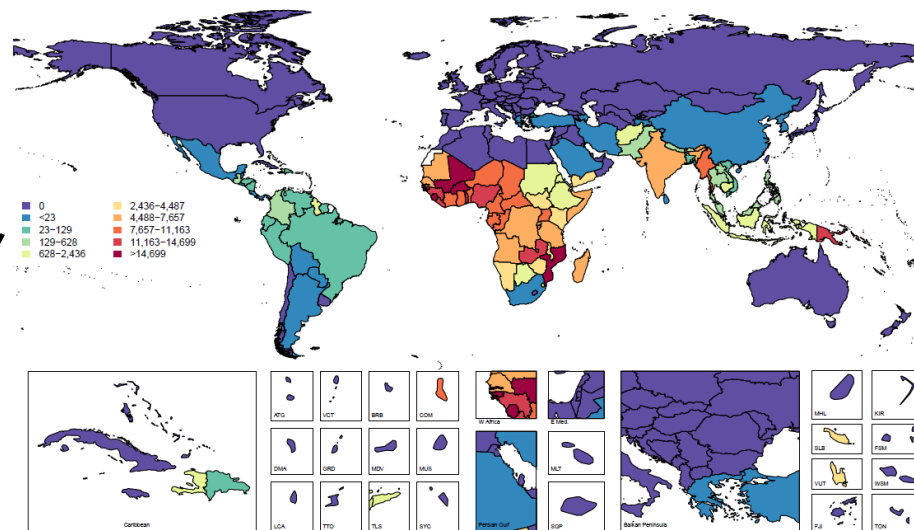 0
<23
23−129
129−628
628−2,436
2,436−4,487
4,488−7,657
7,657−11,163
11,163−14,699
>14,699
Caribbean
ATG
VCT
BRB
COM
DMA
GRD
MDV
MUS
LCA
TTO
TLS
SYC
W Africa
E Med.
Persian Gulf
MLT
SGP
Balkan Peninsula
MHL
KIR
SLB
FSM
VUT
WSM
FJI
TON